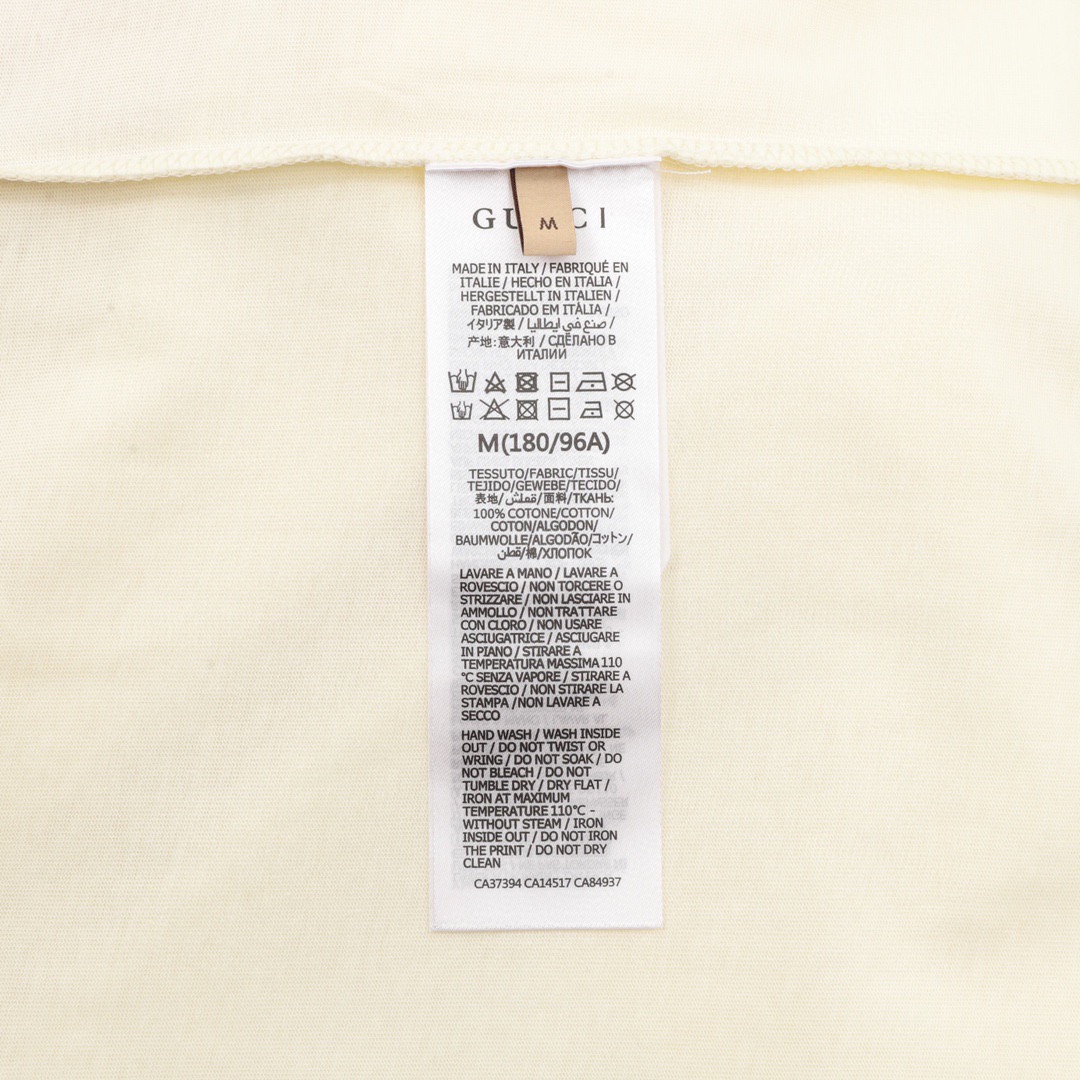 GU CI
M
MADE IN ITALY / FABRIQUÉ EN
ITALIE / HECHO EN ITALIA /
HERGESTELLT IN ITALIEN /
FABRICADO EM ITÁLIA /
イタリア製 / صنع في إيطاليا /
产地:意大利 / СДЕЛАНО В
ИТАЛИИ
M(180/96A)
TESSUTO/FABRIC/TISSU/
TEJIDO/GEWEBE/TECIDO/
表地/قملش/面料/ТКАНЬ:
100% COTONE/COTTON/
COTON/ALGODON/
BAUMWOLLE/ALGODÃO/コットン/
قطن/棉/ХЛОПОК
LAVARE A MANO / LAVARE A
ROVESCIO / NON TORCERE O
STRIZZARE / NON LASCIARE IN
AMMOLLO / NON TRATTARE
CON CLORO / NON USARE
ASCIUGATRICE / ASCIUGARE
IN PIANO / STIRARE A
TEMPERATURA MASSIMA 110
°C SENZA VAPORE / STIRARE A
ROVESCIO / NON STIRARE LA
STAMPA /NON LAVARE A
SECCO
HAND WASH / WASH INSIDE
OUT / DO NOT TWIST OR
WRING / DO NOT SOAK / DO
NOT BLEACH / DO NOT
TUMBLE DRY / DRY FLAT /
IRON AT MAXIMUM
TEMPERATURE 110°C -
WITHOUT STEAM / IRON
INSIDE OUT / DO NOT IRON
THE PRINT / DO NOT DRY
CLEAN
CA37394 CA14517 CA84937